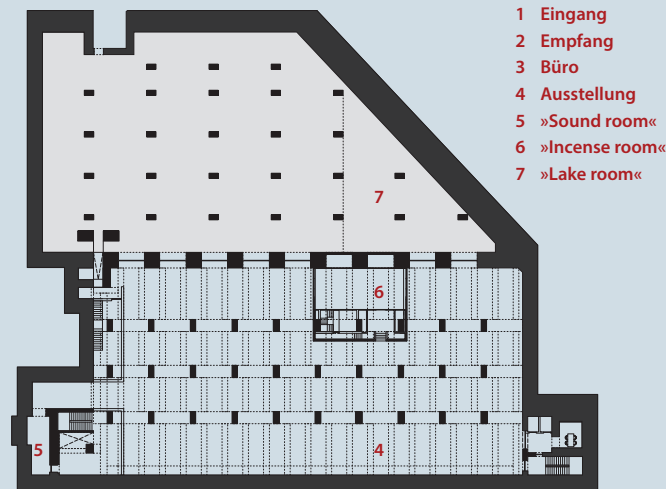 1 Eingang
2 Empfang
3 Büro
4 Ausstellung
5 »Sound room«
6 »Incense room«
7 »Lake room«
7
6
5
4